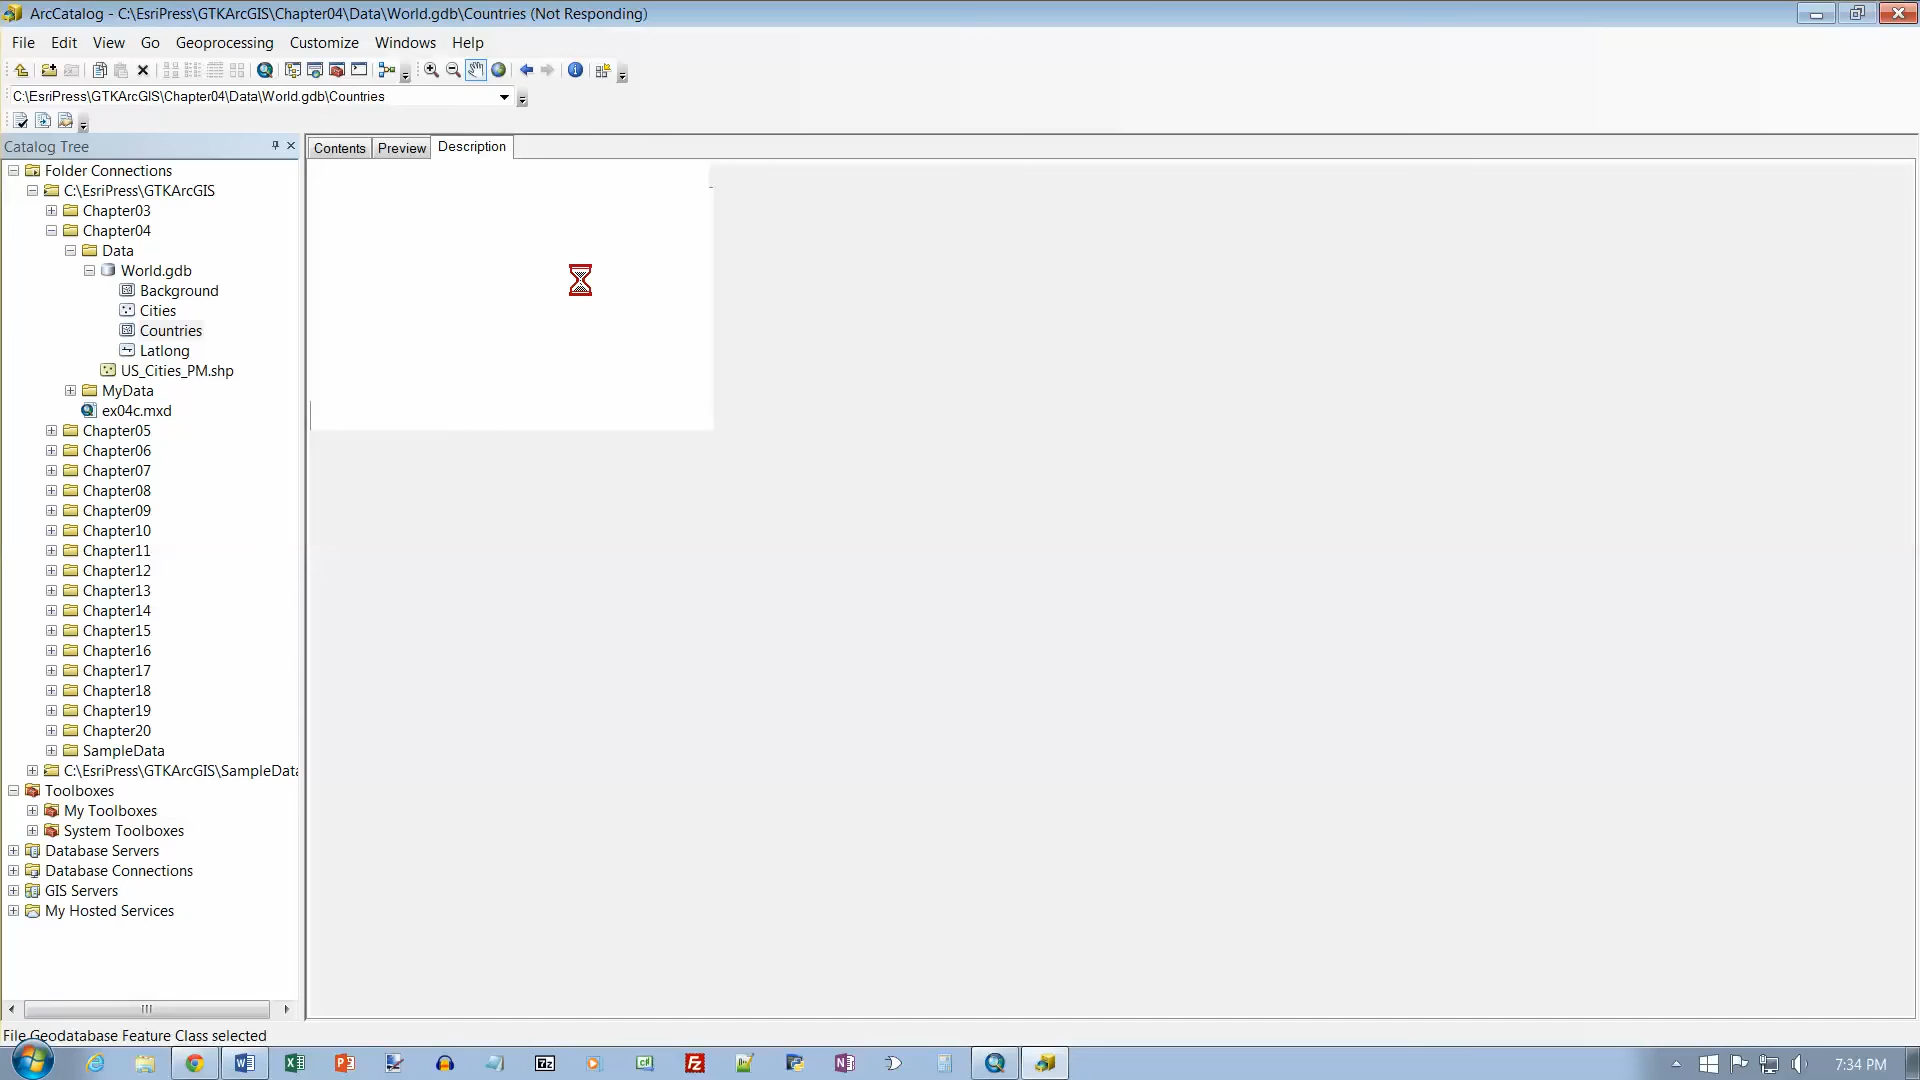 ArcCatalog - C:\EsriPress\GTKArcGIS\Chapter04\Data\World.gdb\Countries (Not Responding)
File Edit View Go Geoprocessing Customize Windows Help
C:\EsriPress\GTKArcGIS\Chapter04\Data\World.gdb\Countries
Catalog Tree
Contents Preview Description
Folder Connections
C:\EsriPress\GTKArcGIS
Chapter03
Chapter04
Data
World.gdb
Background
Cities
Countries
Latlong
US_Cities_PM.shp
MyData
ex04c.mxd
Chapter05
Chapter06
Chapter07
Chapter08
Chapter09
Chapter10
Chapter11
Chapter12
Chapter13
Chapter14
Chapter15
Chapter16
Chapter17
Chapter18
Chapter19
Chapter20
SampleData
C:\EsriPress\GTKArcGIS\SampleData
Toolboxes
My Toolboxes
System Toolboxes
Database Servers
Database Connections
GIS Servers
My Hosted Services
File Geodatabase Feature Class selected
7:34 PM